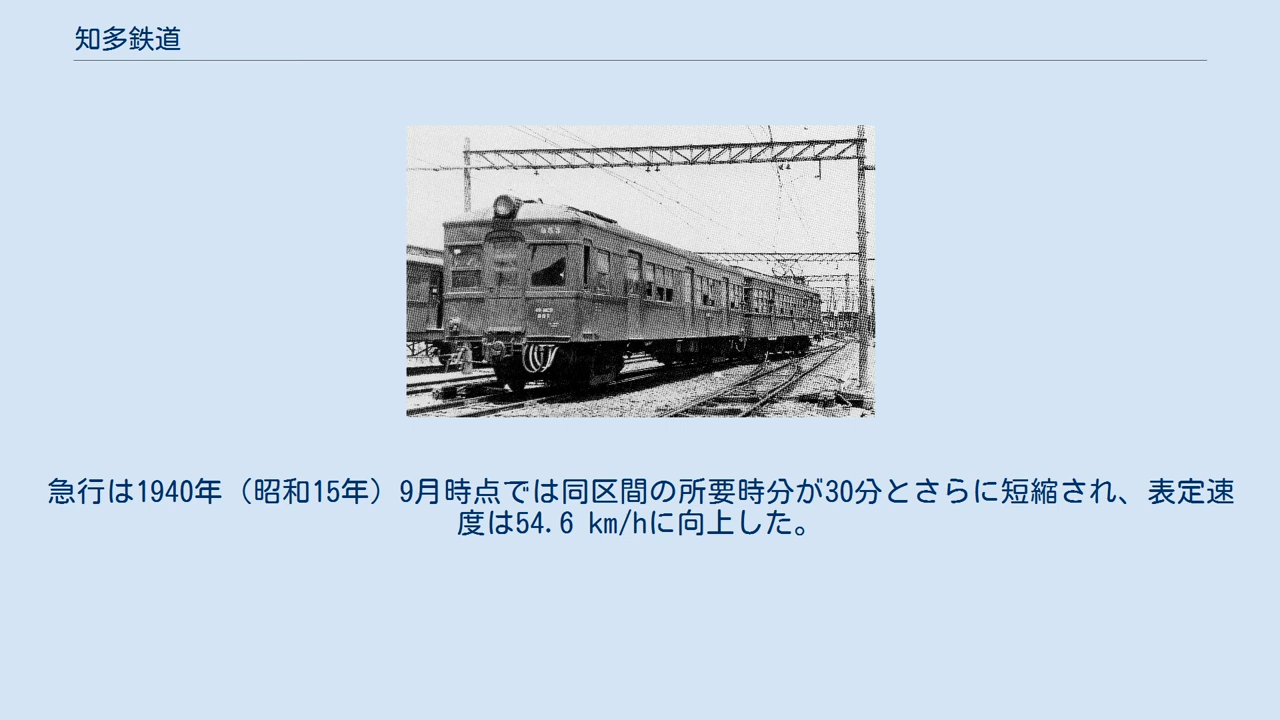 知多鉄道
急行は1940年（昭和15年）9月時点では同区間の所要時分が30分とさらに短縮され、表定速
度は54.6 km/hに向上した。